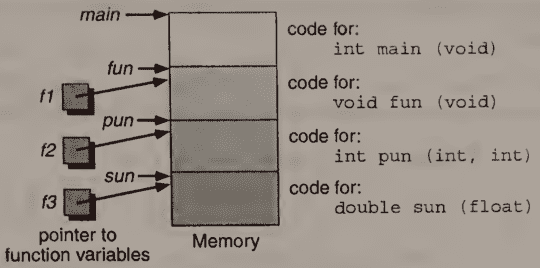 main
code for:
int main (void)
fun
code for:
void fun (void)
f1
pun
code for:
int pun (int, int)
f2
sun
code for:
double sun (float)
f3
pointer to
function variables
Memory